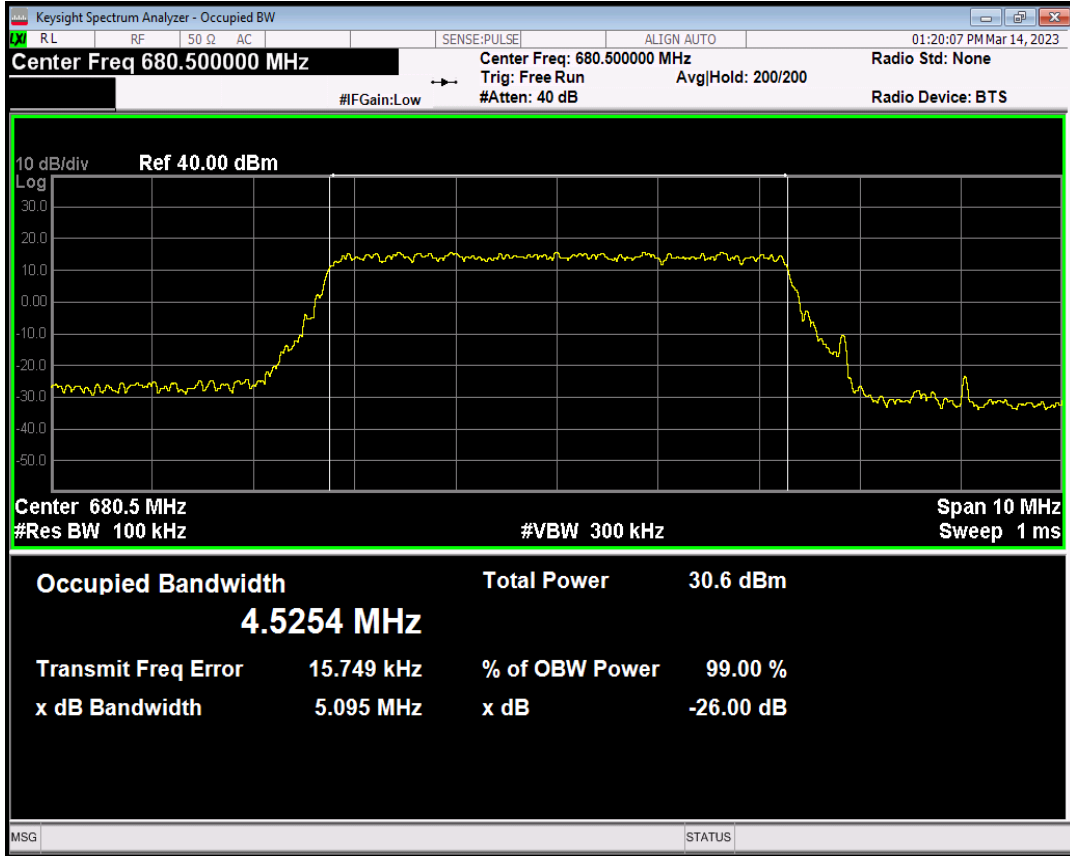 Keysight Spectrum Analyzer - Occupied BW
LXI RL RF 50 Ω AC SENSE:PULSE ALIGN AUTO 01:20:07 PM Mar 14, 2023
Center Freq 680.500000 MHz Center Freq: 680.500000 MHz Radio Std: None
Trig: Free Run Avg|Hold: 200/200
#IFGain:Low #Atten: 40 dB Radio Device: BTS
10 dB/div Ref 40.00 dBm
Log
30.0
20.0
10.0
0.00
-10.0
-20.0
-30.0
-40.0
-50.0
Center 680.5 MHz Span 10 MHz
#Res BW 100 kHz #VBW 300 kHz Sweep 1 ms
Occupied Bandwidth Total Power 30.6 dBm
4.5254 MHz
Transmit Freq Error 15.749 kHz % of OBW Power 99.00 %
x dB Bandwidth 5.095 MHz x dB -26.00 dB
MSG STATUS